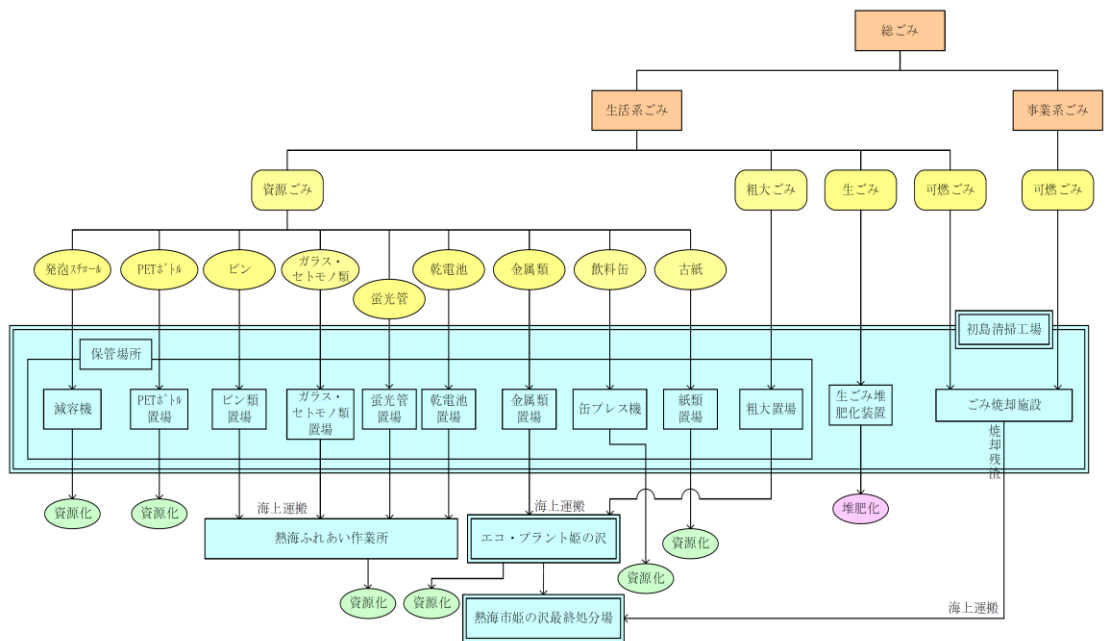 総ごみ
生活系ごみ
事業系ごみ
資源ごみ
粗大ごみ
生ごみ
可燃ごみ
可燃ごみ
発泡ｽﾁﾛｰﾙ
PETﾎﾞﾄﾙ
ビン
ガラス・
セトモノ類
蛍光管
乾電池
金属類
飲料缶
古紙
初島清掃工場
保管場所
減容機
PETﾎﾞﾄﾙ
置場
ビン類
置場
ガラス・
セトモノ類
置場
蛍光管
置場
乾電池
置場
金属類
置場
缶プレス機
紙類
置場
粗大置場
生ごみ堆
肥化装置
ごみ焼却施設
焼却残渣
資源化
資源化
海上運搬
海上運搬
堆肥化
熱海ふれあい作業所
エコ・プラント姫の沢
資源化
資源化
資源化
資源化
熱海市姫の沢最終処分場
海上運搬